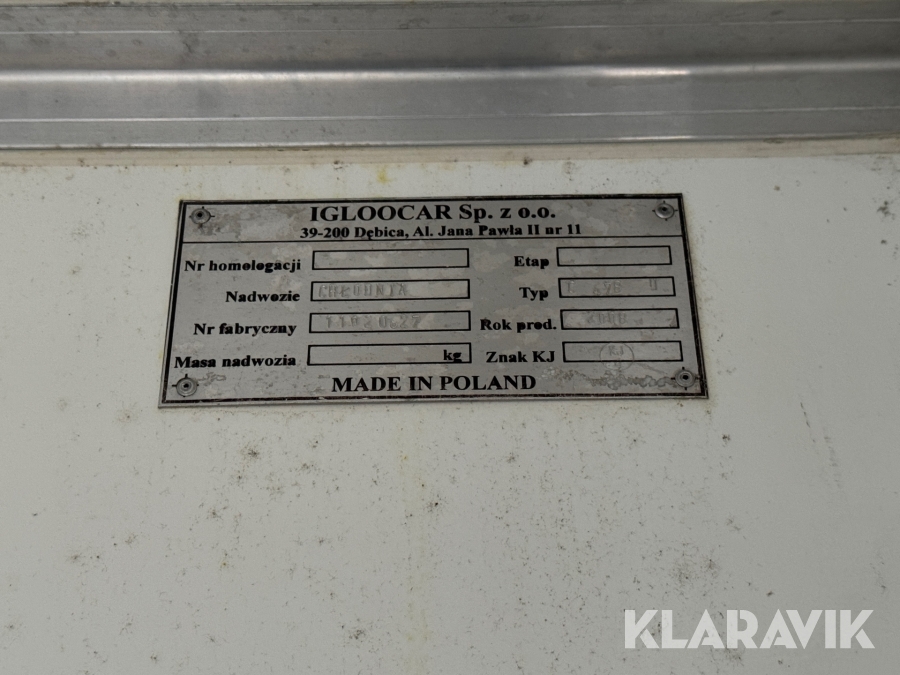 IGLOOCAR Sp. z o.o.
39-200 Dębica, Al. Jana Pawła II nr 11
Nr homologacji Etap
Nadwozie CHŁODNIA Typ
Nr fabryczny Rok prod.
Masa nadwozia kg Znak KJ
MADE IN POLAND
KLARAVIK